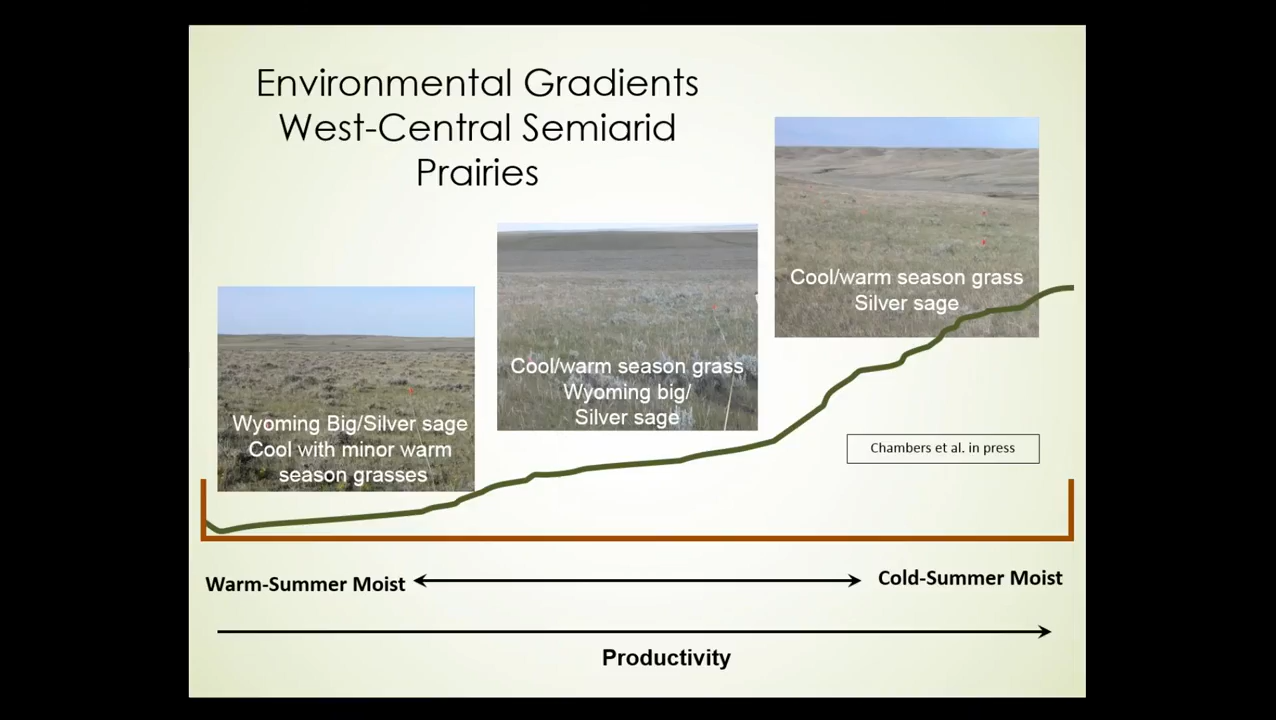 Environmental Gradients
West-Central Semiarid
Prairies
Cool/warm season grass
Silver sage
Cool/warm season grass
Wyoming big/
Silver sage
Wyoming Big/Silver sage
Cool with minor warm
season grasses
Chambers et al. in press
Warm-Summer Moist
Cold-Summer Moist
Productivity